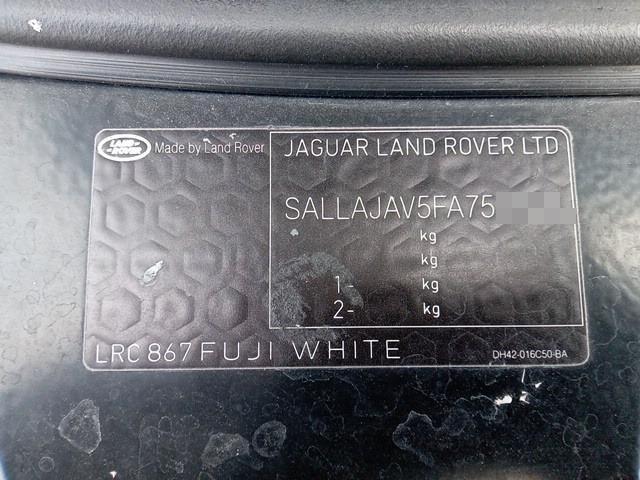 LAND ROVER
Made by Land Rover
JAGUAR LAND ROVER LTD
SALLAJAV5FA75
kg
kg
1- kg
2- kg
LRC 867 FUJI WHITE
DH42-016C50-BA